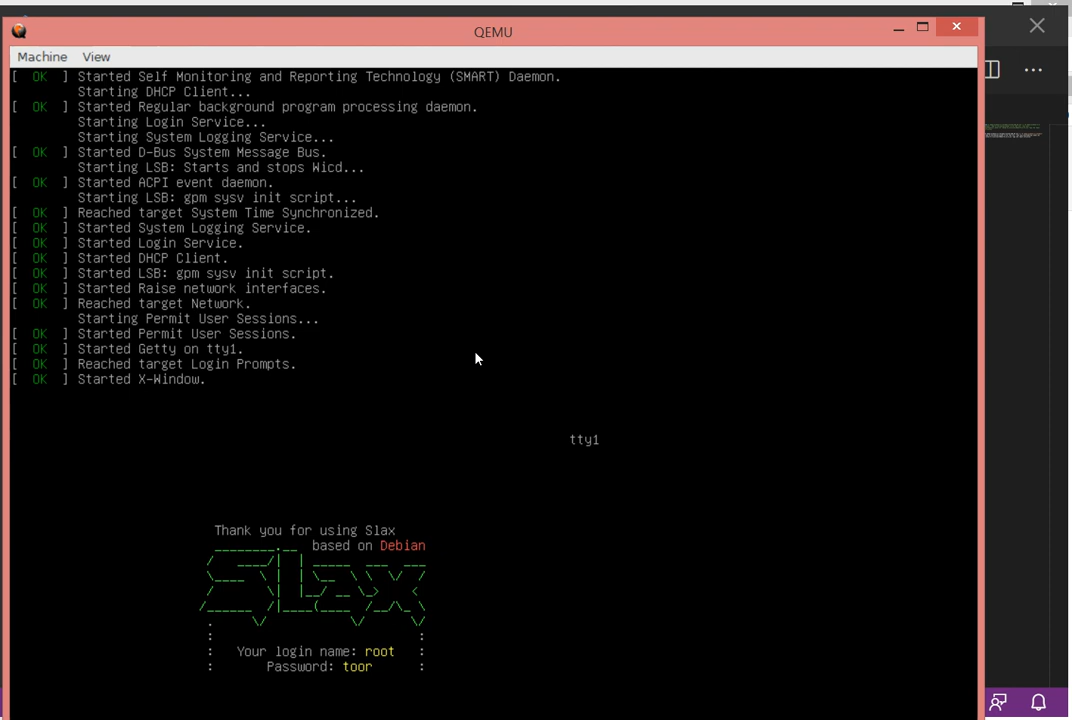 QEMU
Machine View
[ OK ] Started Self Monitoring and Reporting Technology (SMART) Daemon.
Starting DHCP Client...
[ OK ] Started Regular background program processing daemon.
Starting Login Service...
Starting System Logging Service...
[ OK ] Started D-Bus System Message Bus.
Starting LSB: Starts and stops Wicd...
[ OK ] Started ACPI event daemon.
Starting LSB: gpm sysv init script...
[ OK ] Reached target System Time Synchronized.
[ OK ] Started System Logging Service.
[ OK ] Started Login Service.
[ OK ] Started DHCP Client.
[ OK ] Started LSB: gpm sysv init script.
[ OK ] Started Raise network interfaces.
[ OK ] Reached target Network.
Starting Permit User Sessions...
[ OK ] Started Permit User Sessions.
[ OK ] Started Getty on tty1.
[ OK ] Reached target Login Prompts.
[ OK ] Started X-Window.
tty1
Thank you for using Slax
based on Debian
Slax
: Your login name: root :
: Password: toor :